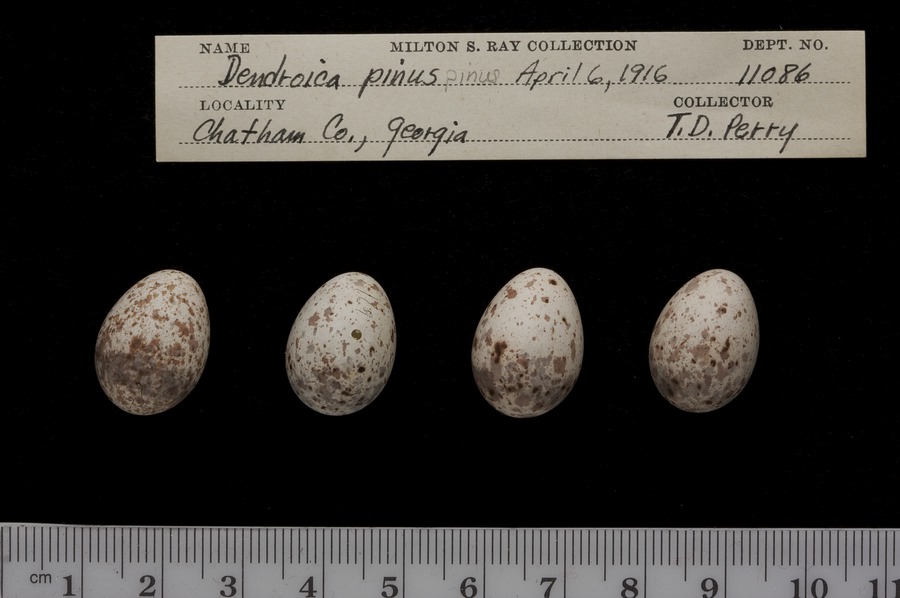 NAME MILTON S. RAY COLLECTION DEPT. NO.
Dendroica pinus pinus April 6, 1916 11086
LOCALITY COLLECTOR
Chatham Co., Georgia T. D. Perry
cm 1 2 3 4 5 6 7 8 9 10 11